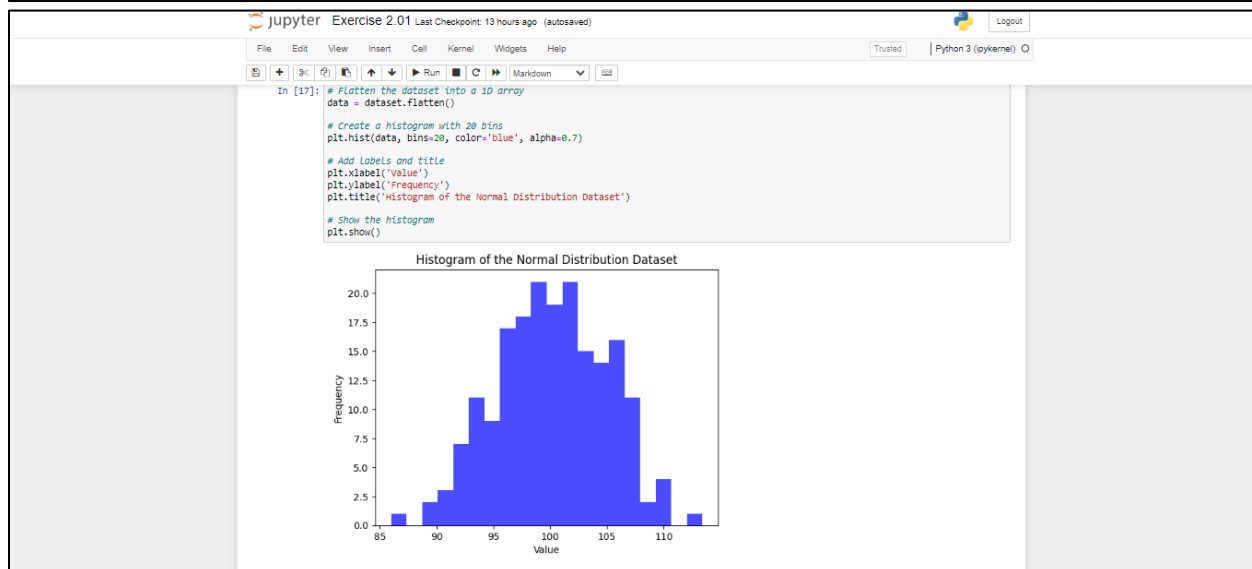 jupyter Exercise 2.01 Last Checkpoint: 13 hours ago (autosaved)
Logout
File Edit View Insert Cell Kernel Widgets Help
Trusted Python 3 (ipykernel)
Run Markdown
In [17]: # Flatten the dataset into a 1D array
data = dataset.flatten()
# Create a histogram with 20 bins
plt.hist(data, bins=20, color='blue', alpha=0.7)
# Add labels and title
plt.xlabel('Value')
plt.ylabel('Frequency')
plt.title('Histogram of the Normal Distribution Dataset')
# Show the histogram
plt.show()
Histogram of the Normal Distribution Dataset
20.0
17.5
15.0
12.5
10.0
7.5
5.0
2.5
0.0
Frequency
85 90 95 100 105 110
Value